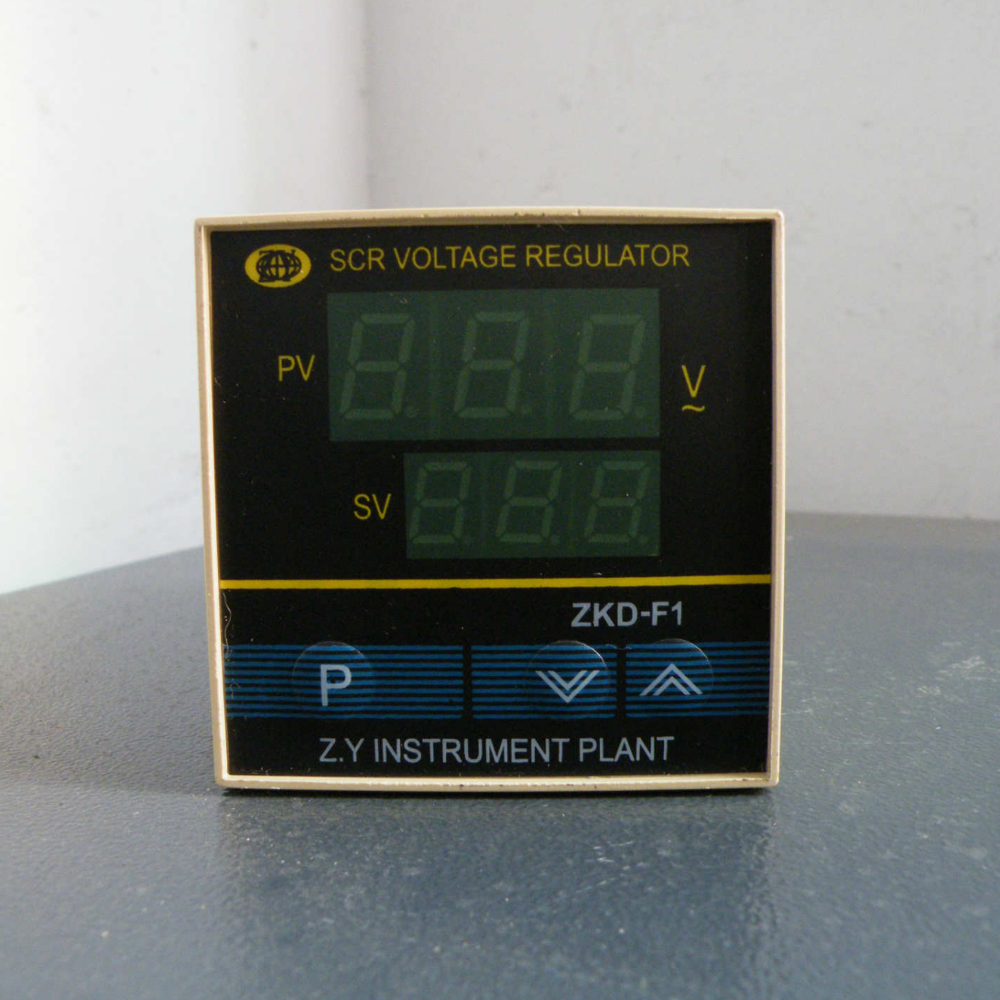 SCR VOLTAGE REGULATOR
PV
V
~
SV
ZKD-F1
P
Z.Y INSTRUMENT PLANT